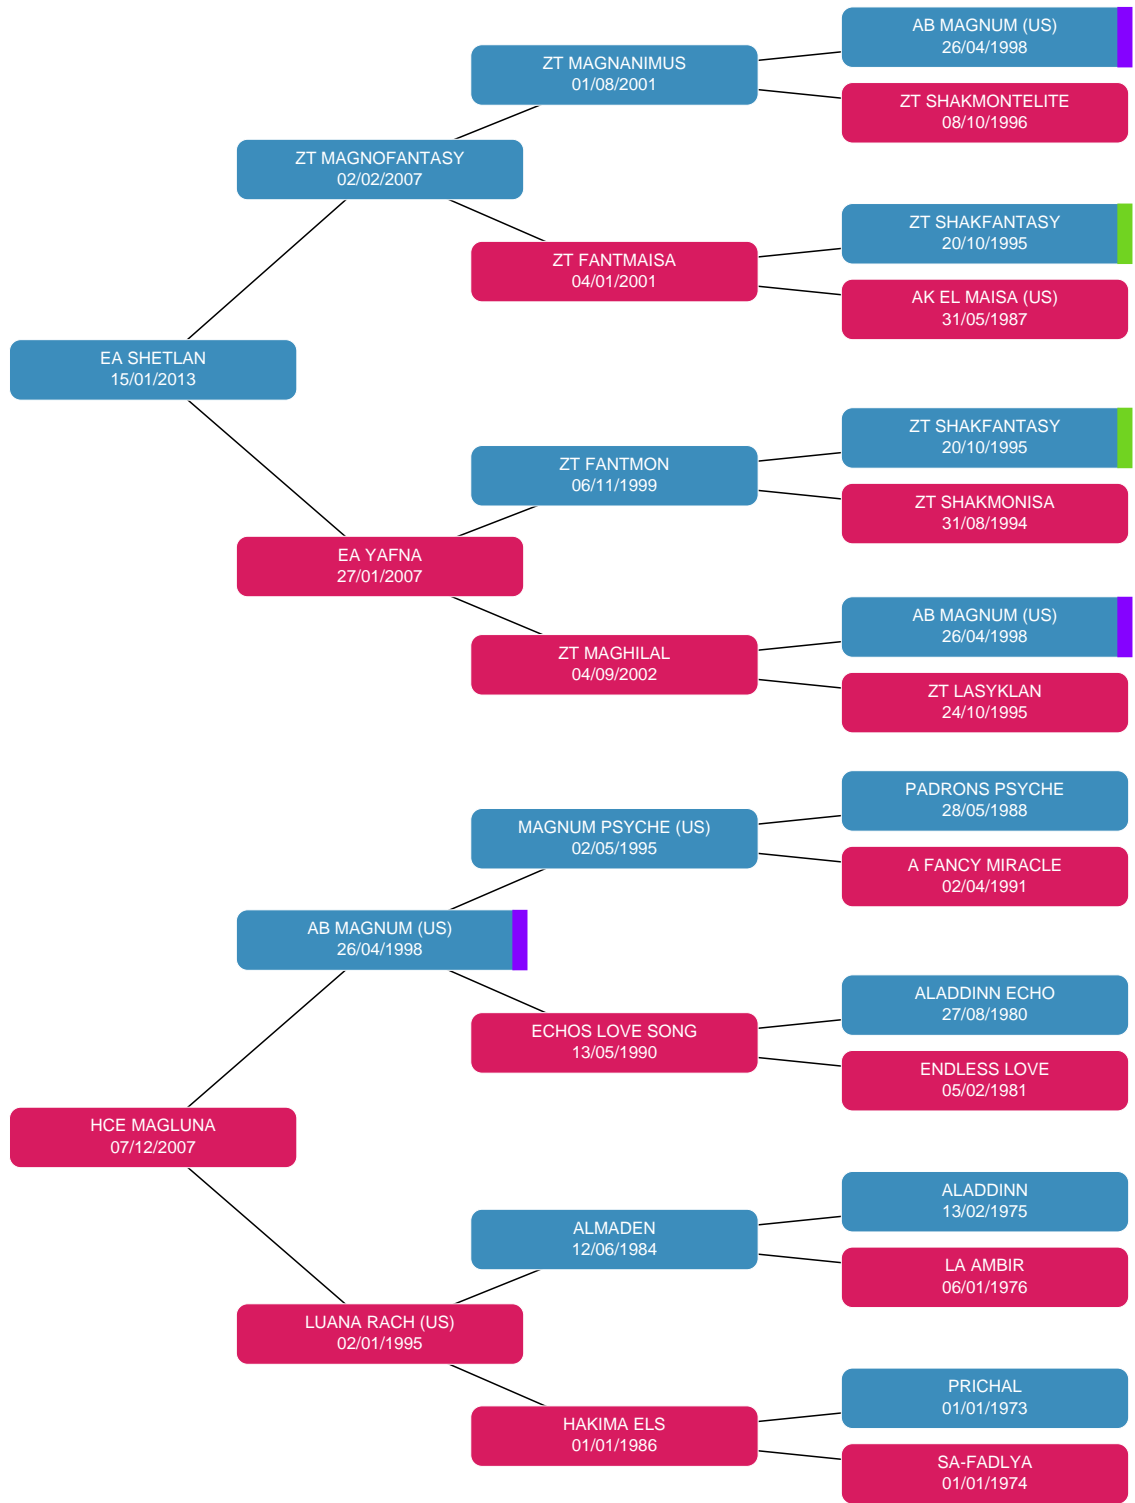 AB MAGNUM (US)
26/04/1998
ZT MAGNANIMUS
01/08/2001
ZT SHAKMONTELITE
08/10/1996
ZT MAGNOFANTASY
02/02/2007
ZT SHAKFANTASY
20/10/1995
ZT FANTMAISA
04/01/2001
AK EL MAISA (US)
31/05/1987
EA SHETLAN
15/01/2013
ZT SHAKFANTASY
20/10/1995
ZT FANTMON
06/11/1999
ZT SHAKMONISA
31/08/1994
EA YAFNA
27/01/2007
AB MAGNUM (US)
26/04/1998
ZT MAGHILAL
04/09/2002
ZT LASYKLAN
24/10/1995
PADRONS PSYCHE
28/05/1988
MAGNUM PSYCHE (US)
02/05/1995
A FANCY MIRACLE
02/04/1991
AB MAGNUM (US)
26/04/1998
ALADDINN ECHO
27/08/1980
ECHOS LOVE SONG
13/05/1990
ENDLESS LOVE
05/02/1981
HCE MAGLUNA
07/12/2007
ALADDINN
13/02/1975
ALMADEN
12/06/1984
LA AMBIR
06/01/1976
LUANA RACH (US)
02/01/1995
PRICHAL
01/01/1973
HAKIMA ELS
01/01/1986
SA-FADLYA
01/01/1974